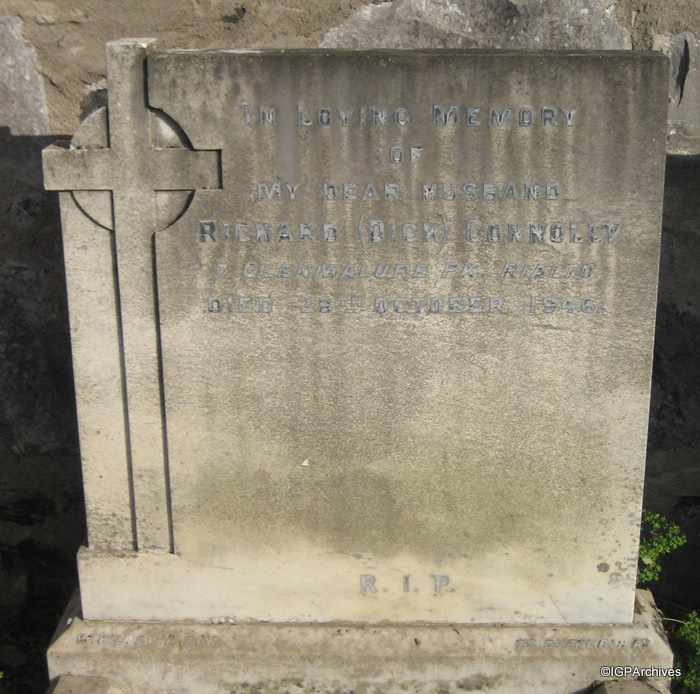 In Loving Memory
OF
MY DEAR HUSBAND
RICHARD (DICK) CONNOLLY
7 GLENMALURE PK. RIALTO
DIED 28TH OCTOBER 1946.
R. I. P.
©IGPArchives